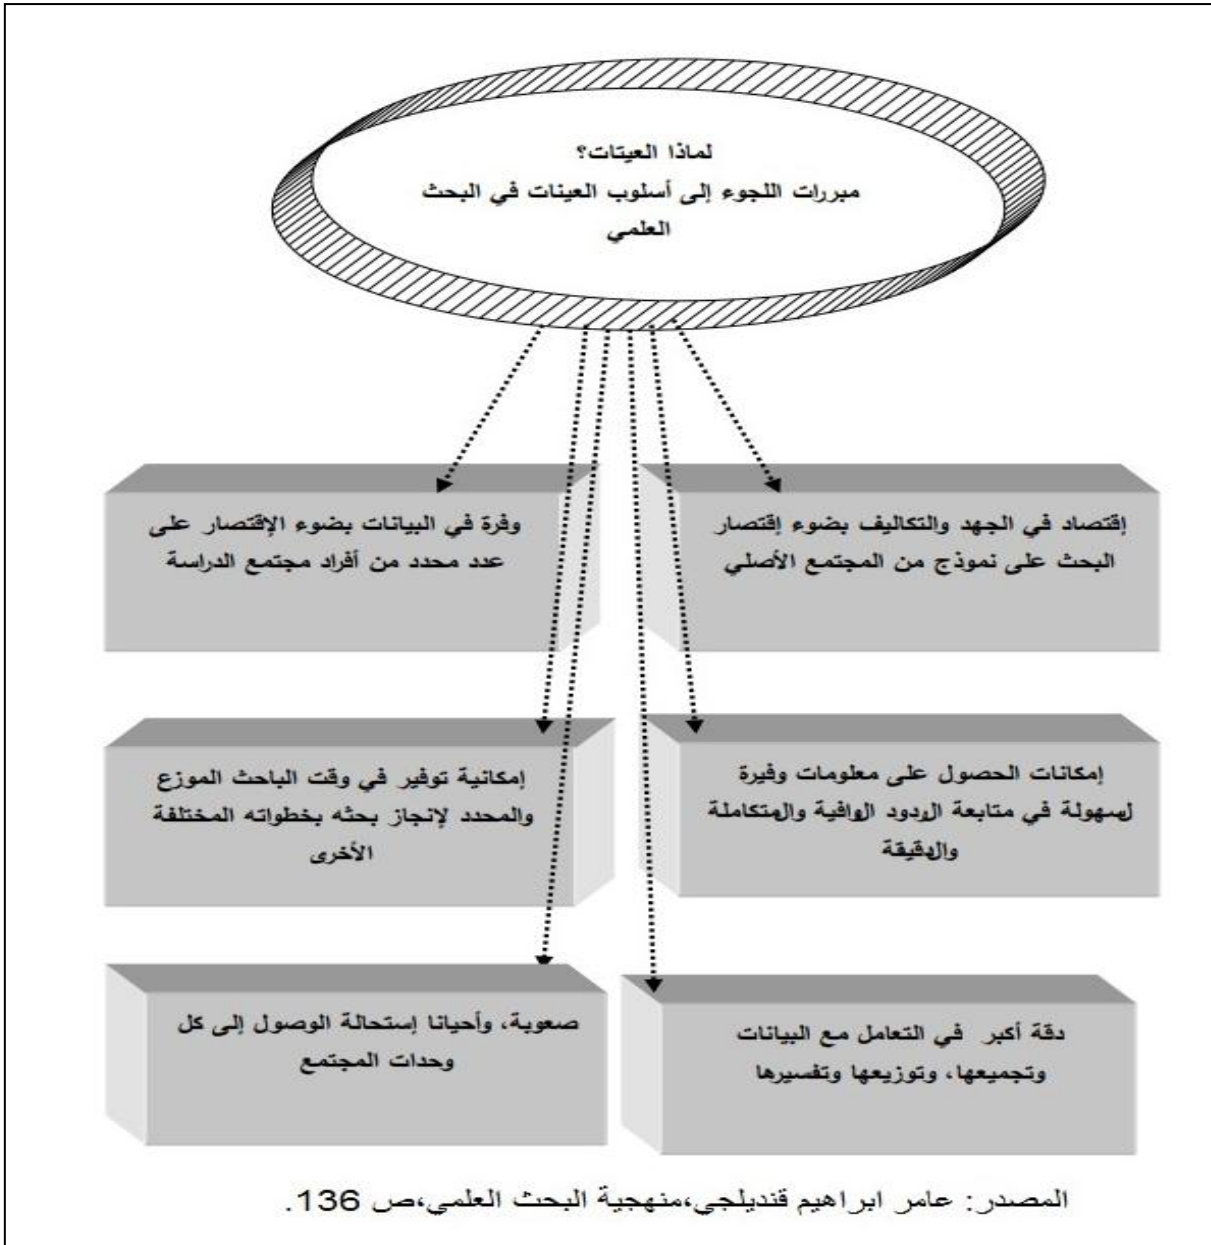 لماذا العيتات؟
مبررات اللجوء إلى أسلوب العينات في البحث
العلمي
إقتصاد في الجهد والتكاليف بضوء إقتصار
البحث على نموذج من المجتمع الأصلي
وفرة في البيانات بضوء الإقتصار على
عدد محدد من أفراد مجتمع الدراسة
إمكانات الحصول على معلومات وفيرة
لسهولة في متابعة الردود الوافية والمتكاملة
والدقيقة
إمكانية توفير في وقت الباحث الموزع
والمحدد لإنجاز بحثه بخطواته المختلفة
الأخرى
دقة أكبر في التعامل مع البيانات
وتجميعها، وتوزيعها وتفسيرها
صعوبة، وأحيانا إستحالة الوصول إلى كل
وحدات المجتمع
المصدر: عامر ابراهيم قنديلجي،منهجية البحث العلمي،ص 136.